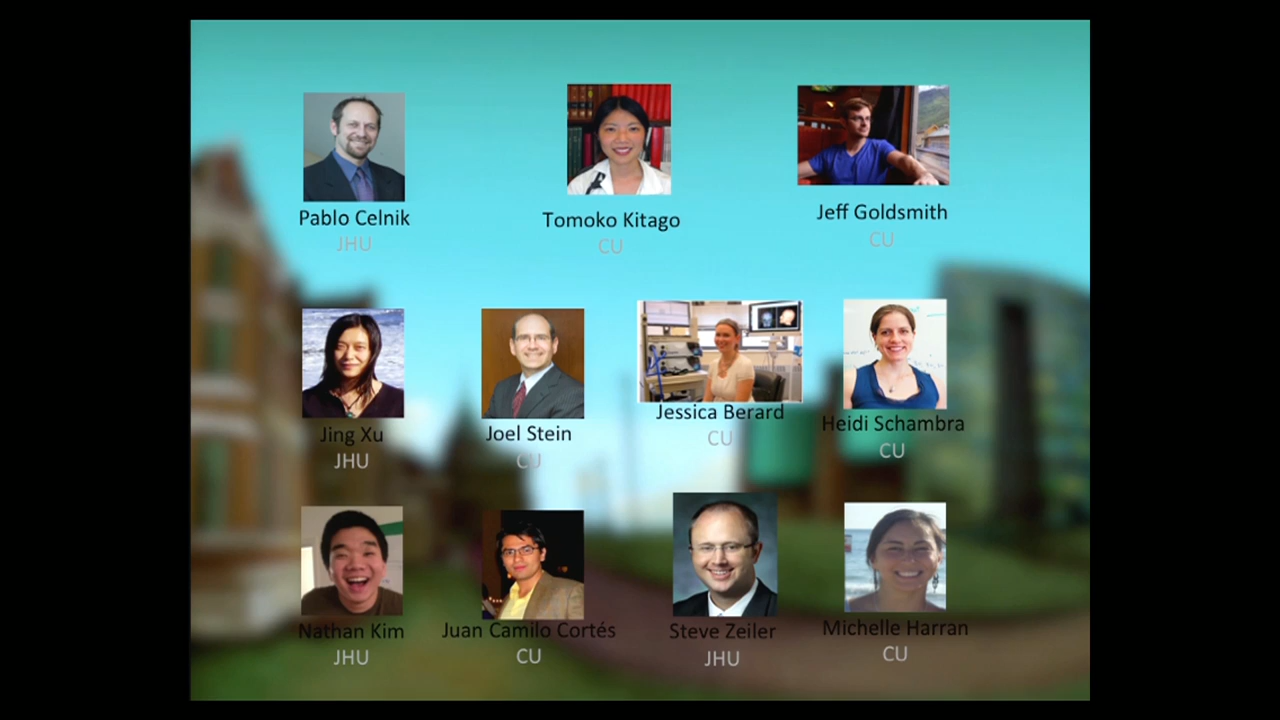 Pablo Celnik
JHU
Tomoko Kitago
CU
Jeff Goldsmith
CU
Jing Xu
JHU
Joel Stein
CU
Jessica Berard
CU
Heidi Schambra
CU
Nathan Kim
JHU
Juan Camilo Cortés
CU
Steve Zeiler
JHU
Michelle Harran
CU